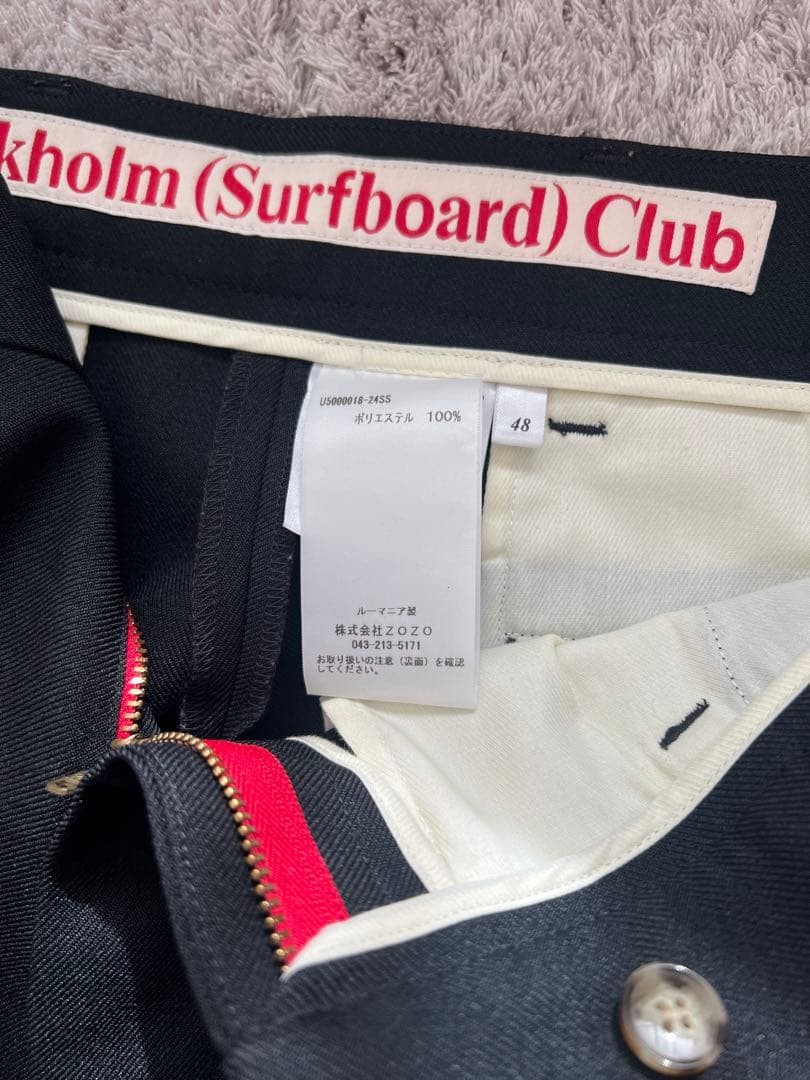 kholm (Surfboard) Club
U5000018-24SS
ポリエステル 100%
48
ルーマニア製
株式会社ZOZO
043-213-5171
お取り扱いの注意(裏面)を確認
してください。